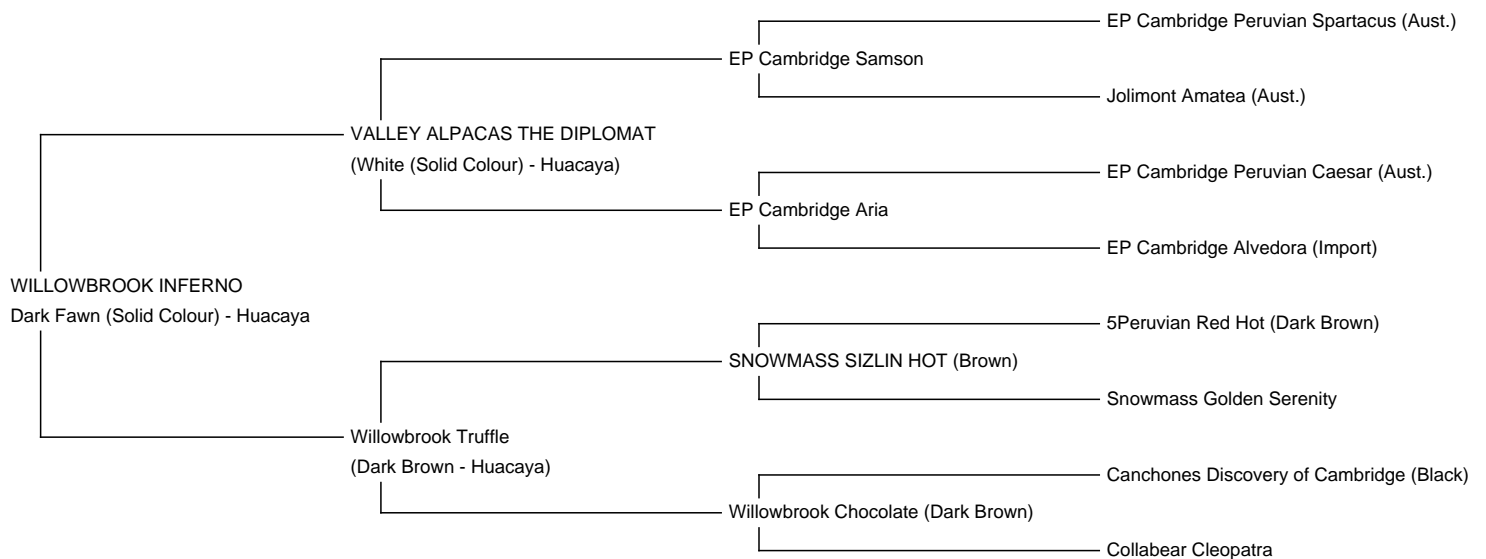 EP Cambridge Peruvian Spartacus (Aust.)
EP Cambridge Samson
Jolimont Amatea (Aust.)
VALLEY ALPACAS THE DIPLOMAT
(White (Solid Colour) - Huacaya)
EP Cambridge Peruvian Caesar (Aust.)
EP Cambridge Aria
EP Cambridge Alvedora (Import)
WILLOWBROOK INFERNO
Dark Fawn (Solid Colour) - Huacaya
5Peruvian Red Hot (Dark Brown)
SNOWMASS SIZLIN HOT (Brown)
Snowmass Golden Serenity
Willowbrook Truffle
(Dark Brown - Huacaya)
Canchones Discovery of Cambridge (Black)
Willowbrook Chocolate (Dark Brown)
Collabear Cleopatra